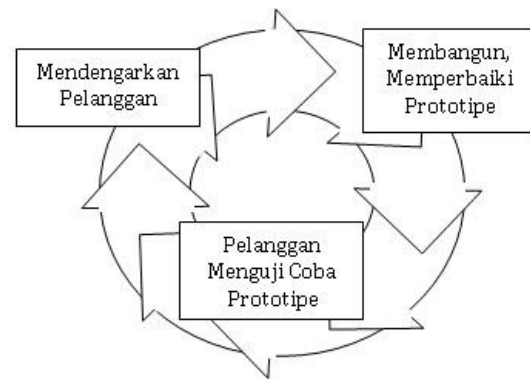 Mendengarkan
Pelanggan
Membangun,
Memperbaiki
Prototipe
Pelanggan
Menguji Coba
Prototipe